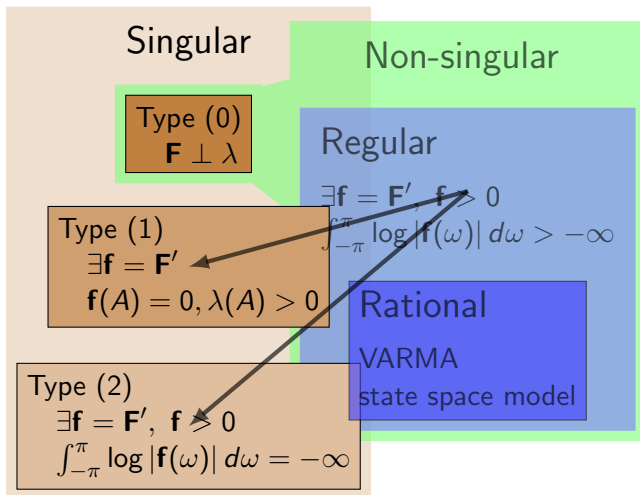 Singular
Non-singular
Type (0)
F ⊥ λ
Regular
∃f = F′, f > 0
∫_{-π}^{π} log |f(ω)| dω > −∞
Type (1)
∃f = F′
f(A) = 0, λ(A) > 0
Rational
VARMA
state space model
Type (2)
∃f = F′, f > 0
∫_{-π}^{π} log |f(ω)| dω = −∞